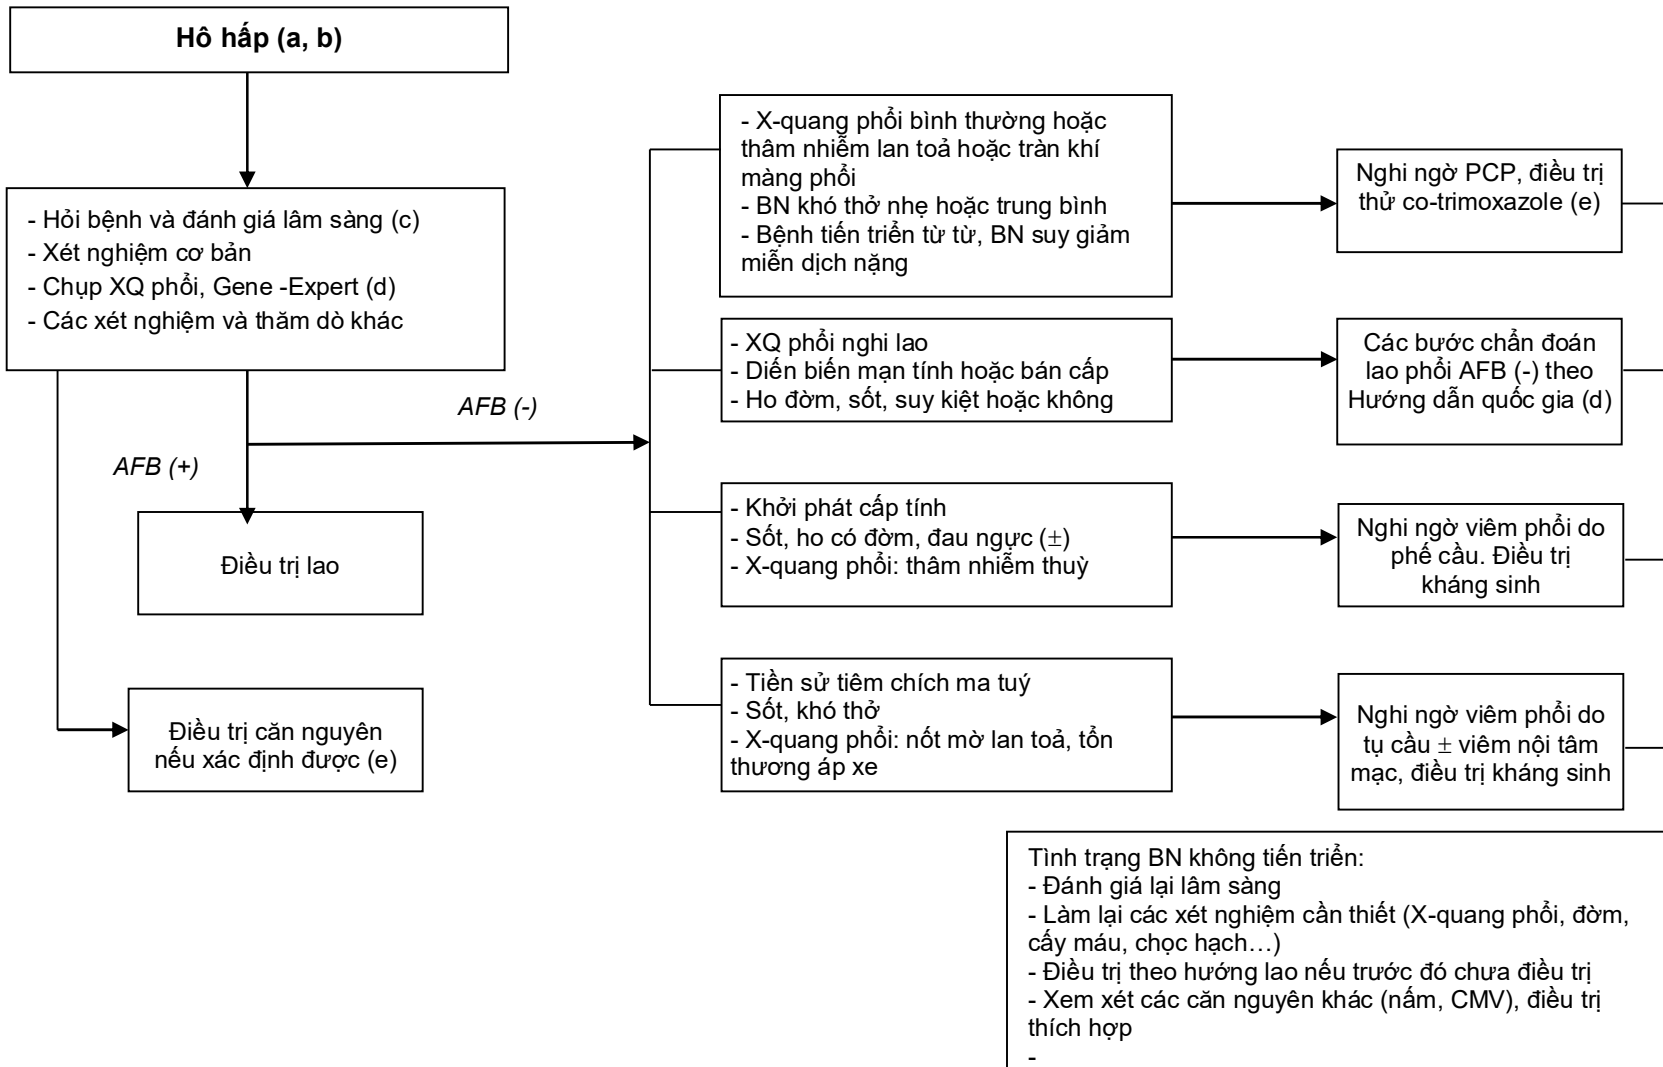 Hô hấp (a, b)
- Hỏi bệnh và đánh giá lâm sàng (c)
- Xét nghiệm cơ bản
- Chụp XQ phổi, Gene -Expert (d)
- Các xét nghiệm và thăm dò khác
AFB (-)
AFB (+)
Điều trị lao
Điều trị căn nguyên
nếu xác định được (e)
- X-quang phổi bình thường hoặc
thâm nhiễm lan toả hoặc tràn khí
màng phổi
- BN khó thở nhẹ hoặc trung bình
- Bệnh tiến triển từ từ, BN suy giảm
miễn dịch nặng
Nghi ngờ PCP, điều trị
thử co-trimoxazole (e)
- XQ phổi nghi lao
- Diến biến mạn tính hoặc bán cấp
- Ho đờm, sốt, suy kiệt hoặc không
Các bước chẩn đoán
lao phổi AFB (-) theo
Hướng dẫn quốc gia (d)
- Khởi phát cấp tính
- Sốt, ho có đờm, đau ngực (±)
- X-quang phổi: thâm nhiễm thuỳ
Nghi ngờ viêm phổi do
phế cầu. Điều trị
kháng sinh
- Tiền sử tiêm chích ma tuý
- Sốt, khó thở
- X-quang phổi: nốt mờ lan toả, tổn
thương áp xe
Nghi ngờ viêm phổi do
tụ cầu ± viêm nội tâm
mạc, điều trị kháng sinh
Tình trạng BN không tiến triển:
- Đánh giá lại lâm sàng
- Làm lại các xét nghiệm cần thiết (X-quang phổi, đờm,
cấy máu, chọc hạch…)
- Điều trị theo hướng lao nếu trước đó chưa điều trị
- Xem xét các căn nguyên khác (nấm, CMV), điều trị
thích hợp
-